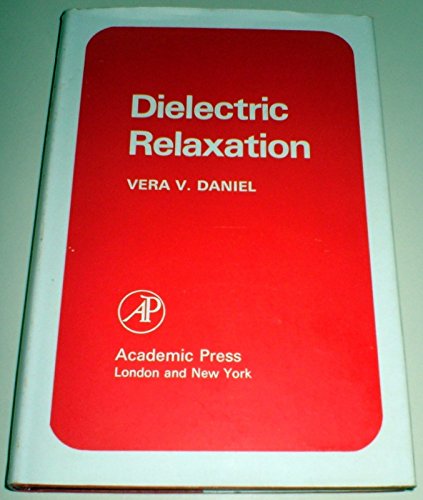 Dielectric
Relaxation
VERA V. DANIEL
AP
Academic Press
London and New York